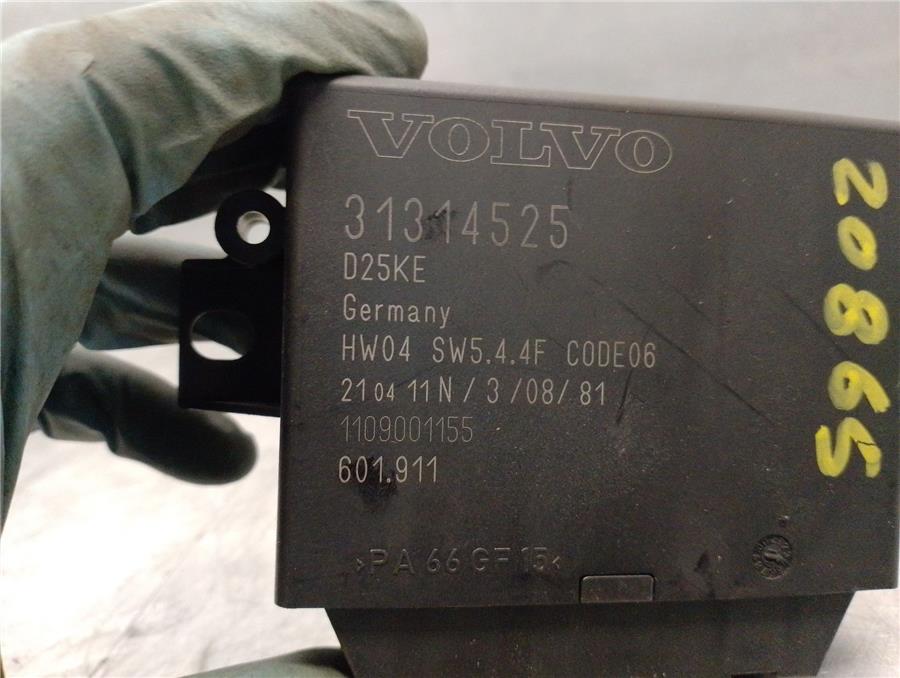 VOLVO
31314525
D25KE
Germany
HW04 SW5.4.4F CODE06
21 04 11 N / 3 / 08 / 81
1109001155
601.911
>PA 66 GF 15<
20865